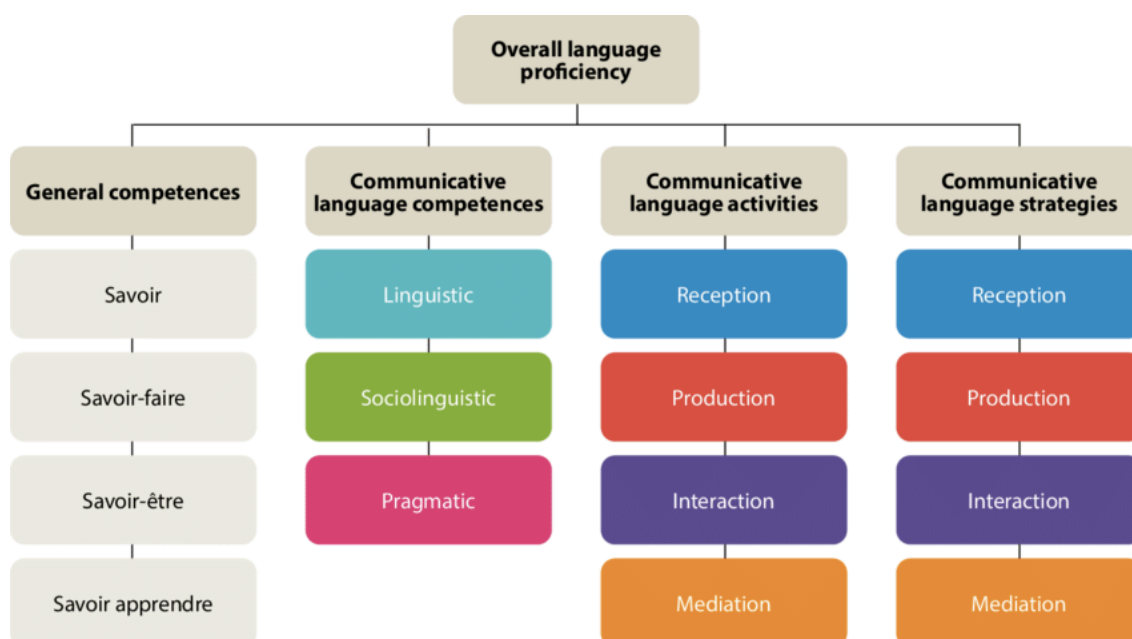 Overall language
proficiency
General competences
Communicative
language competences
Communicative
language activities
Communicative
language strategies
Savoir
Linguistic
Reception
Reception
Savoir-faire
Sociolinguistic
Production
Production
Savoir-être
Pragmatic
Interaction
Interaction
Savoir apprendre
Mediation
Mediation